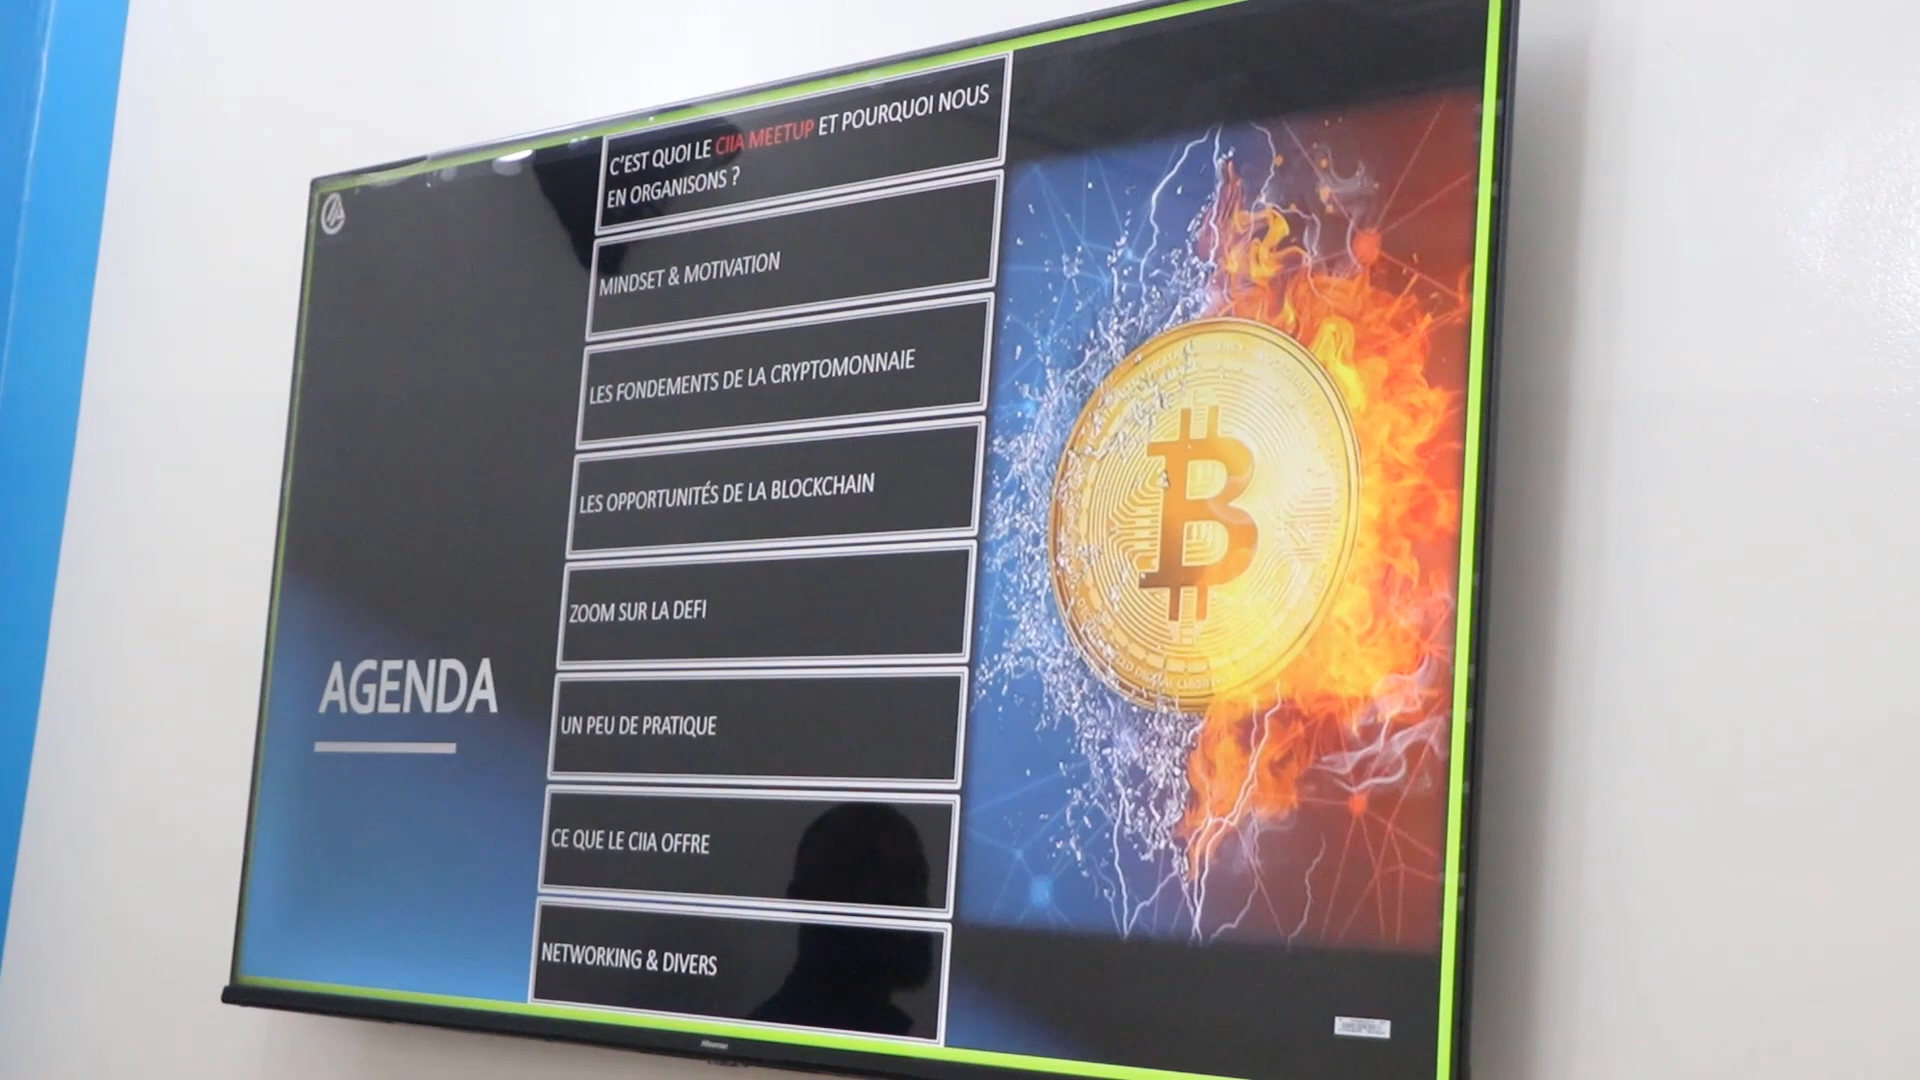 C'EST QUOI LE CIIA MEETUP ET POURQUOI NOUS
EN ORGANISONS ?
MINDSET & MOTIVATION
LES FONDEMENTS DE LA CRYPTOMONNAIE
LES OPPORTUNITÉS DE LA BLOCKCHAIN
ZOOM SUR LA DEFI
UN PEU DE PRATIQUE
CE QUE LE CIIA OFFRE
NETWORKING & DIVERS
AGENDA
Hisense